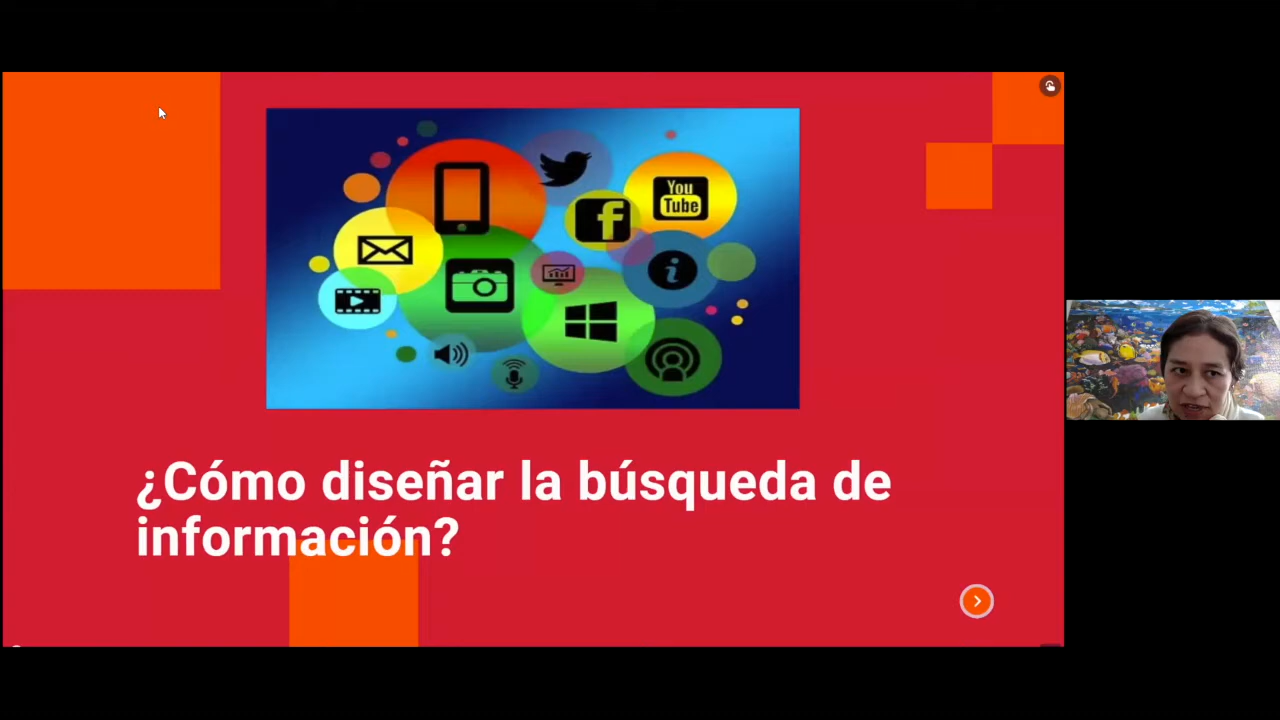 You
Tube
f
i
¿Cómo diseñar la búsqueda de
información?